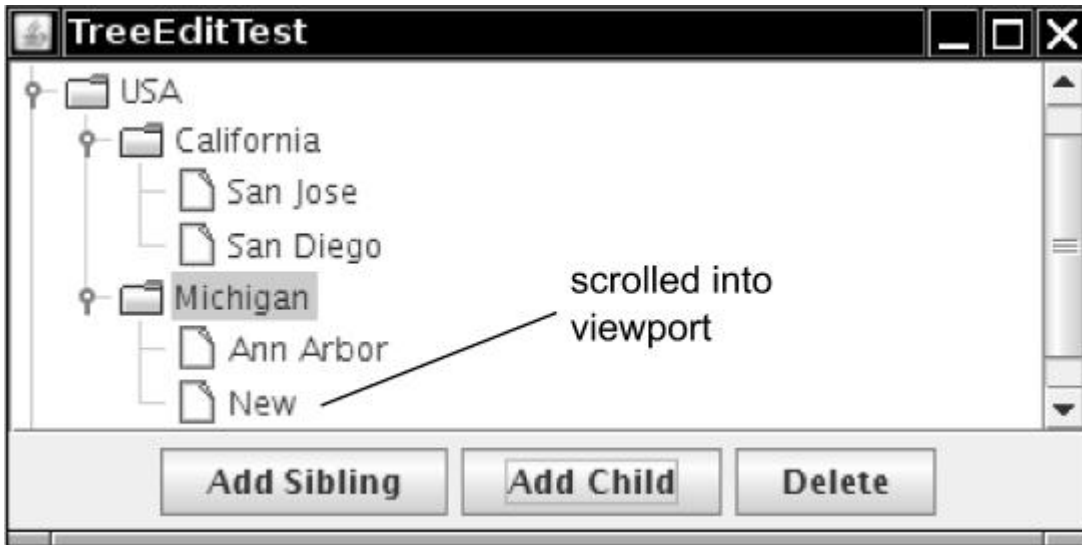 TreeEditTest
USA
California
San Jose
San Diego
Michigan
scrolled into
viewport
Ann Arbor
New
Add Sibling
Add Child
Delete